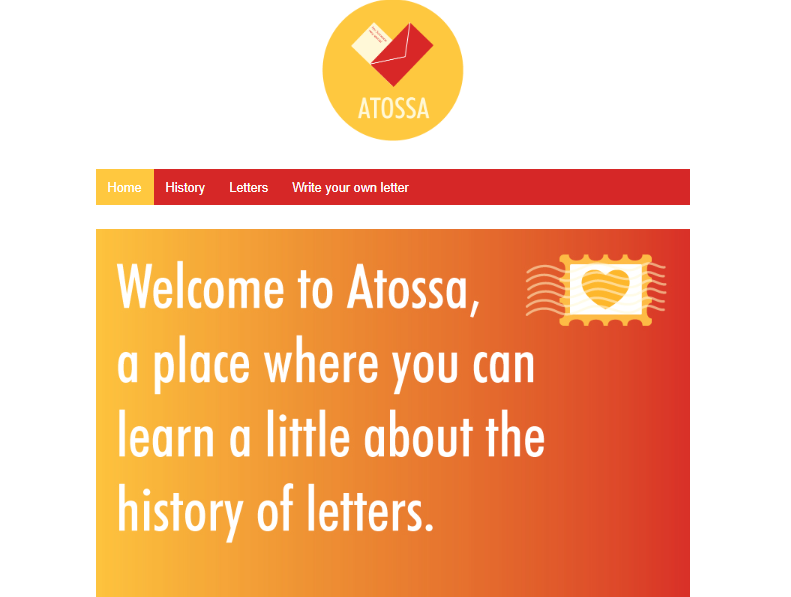 ATOSSA
Home History Letters Write your own letter
Welcome to Atossa,
a place where you can
learn a little about the
history of letters.